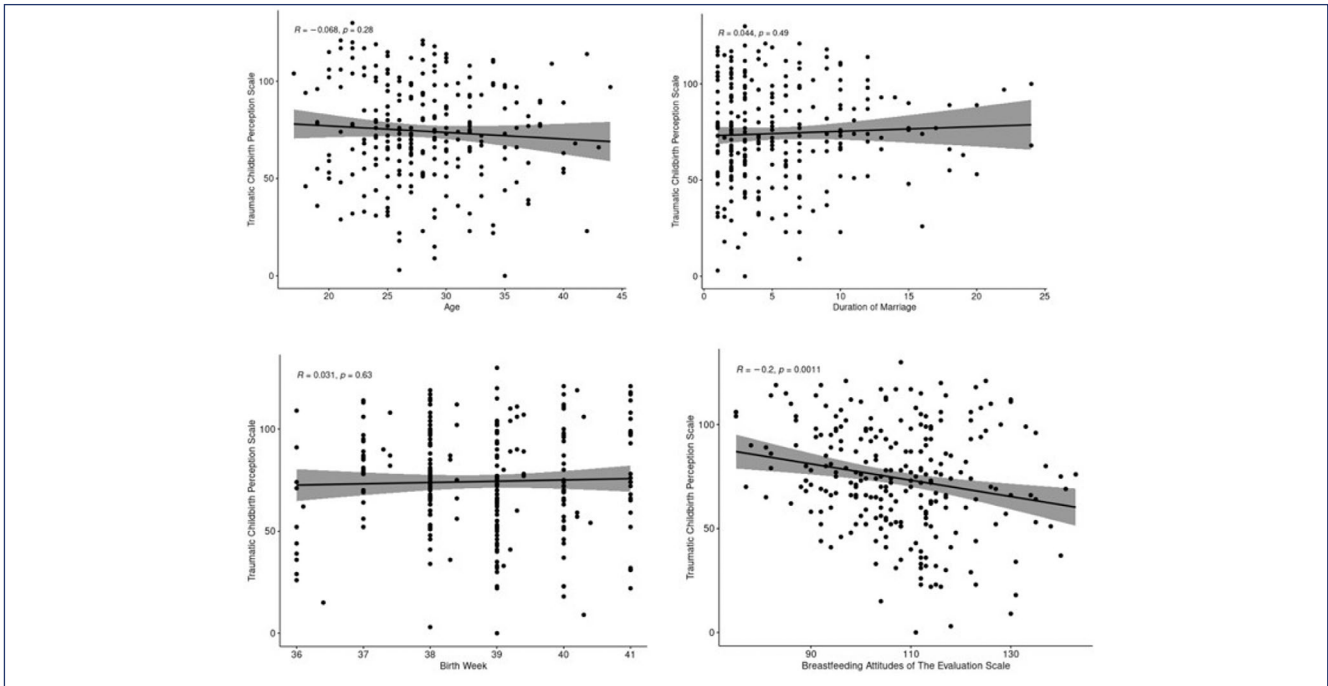 R = −0.068, p = 0.28
Traumatic Childbirth Perception Scale
100
50
0
20 25 30 35 40 45
Age
R = 0.044, p = 0.49
Traumatic Childbirth Perception Scale
100
50
0
0 5 10 15 20 25
Duration of Marriage
R = 0.031, p = 0.63
Traumatic Childbirth Perception Scale
100
50
0
36 37 38 39 40 41
Birth Week
R = −0.2, p = 0.0011
Traumatic Childbirth Perception Scale
100
50
0
90 110 130
Breastfeeding Attitudes of The Evaluation Scale